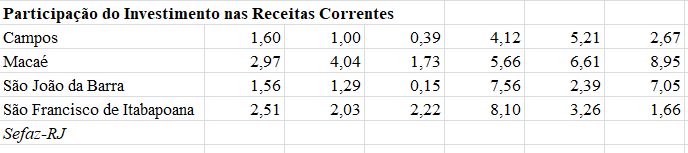 Participação do Investimento nas Receitas Correntes
Campos 1,60 1,00 0,39 4,12 5,21 2,67
Macaé 2,97 4,04 1,73 5,66 6,61 8,95
São João da Barra 1,56 1,29 0,15 7,56 2,39 7,05
São Francisco de Itabapoana 2,51 2,03 2,22 8,10 3,26 1,66
Sefaz-RJ